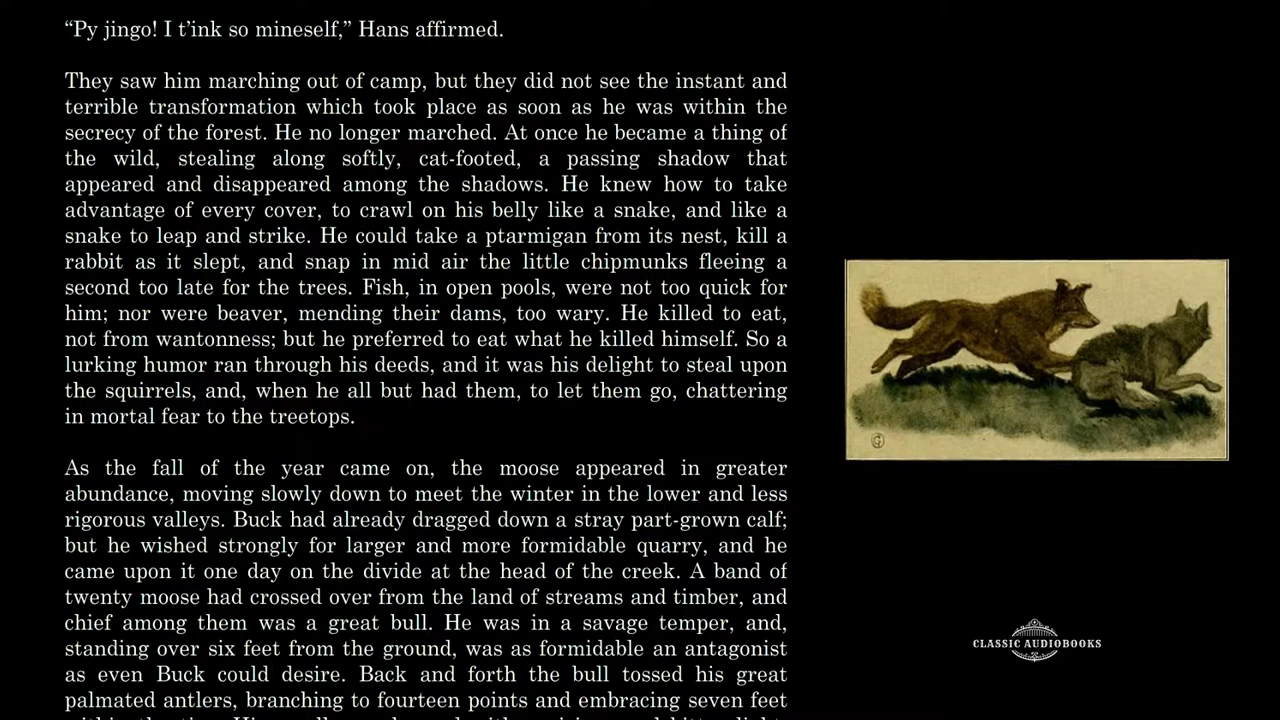 “Py jingo! I t’ink so mineself,” Hans affirmed.
They saw him marching out of camp, but they did not see the instant and
terrible transformation which took place as soon as he was within the
secrecy of the forest. He no longer marched. At once he became a thing of
the wild, stealing along softly, cat-footed, a passing shadow that
appeared and disappeared among the shadows. He knew how to take
advantage of every cover, to crawl on his belly like a snake, and like a
snake to leap and strike. He could take a ptarmigan from its nest, kill a
rabbit as it slept, and snap in mid air the little chipmunks fleeing a
second too late for the trees. Fish, in open pools, were not too quick for
him; nor were beaver, mending their dams, too wary. He killed to eat,
not from wantonness; but he preferred to eat what he killed himself. So a
lurking humor ran through his deeds, and it was his delight to steal upon
the squirrels, and, when he all but had them, to let them go, chattering
in mortal fear to the treetops.
As the fall of the year came on, the moose appeared in greater
abundance, moving slowly down to meet the winter in the lower and less
rigorous valleys. Buck had already dragged down a stray part-grown calf;
but he wished strongly for larger and more formidable quarry, and he
came upon it one day on the divide at the head of the creek. A band of
twenty moose had crossed over from the land of streams and timber, and
chief among them was a great bull. He was in a savage temper, and,
standing over six feet from the ground, was as formidable an antagonist
as even Buck could desire. Back and forth the bull tossed his great
palmated antlers, branching to fourteen points and embracing seven feet
CLASSIC AUDIOBOOKS